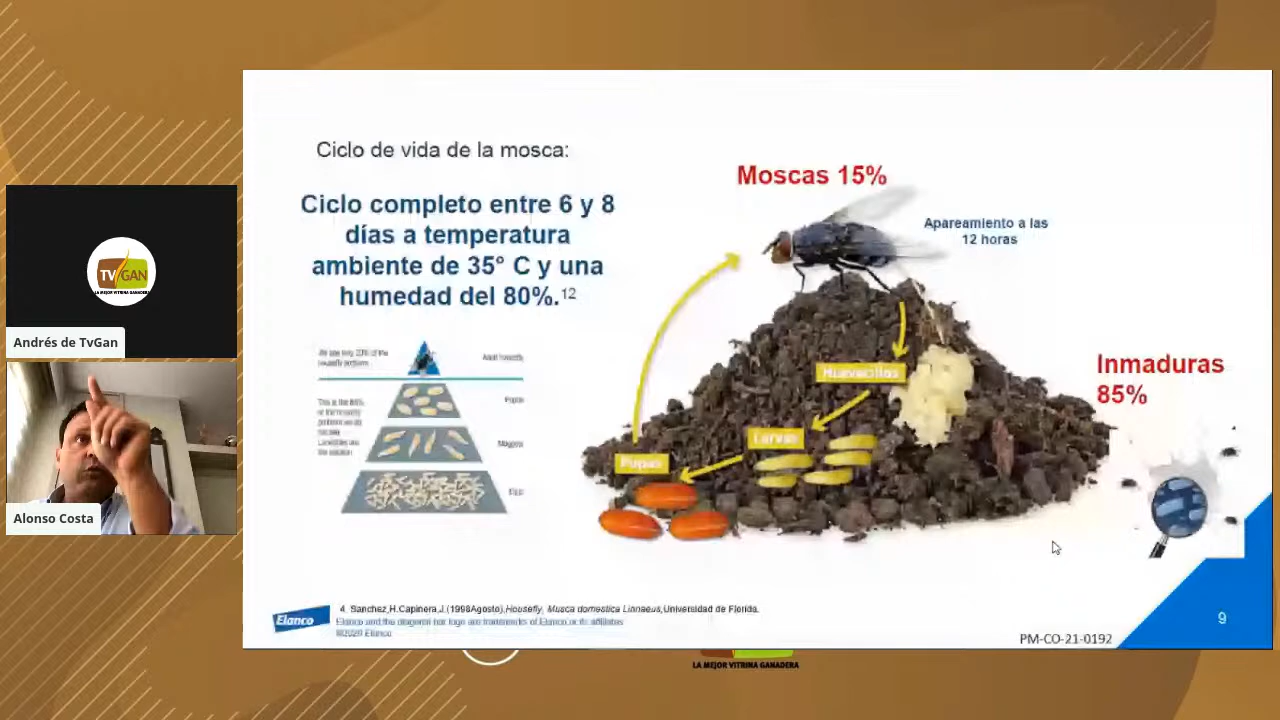 Ciclo de vida de la mosca:
Ciclo completo entre 6 y 8
días a temperatura
ambiente de 35° C y una
humedad del 80%.12
Moscas 15%
Apareamiento a las
12 horas
Huevecillos
Larvas
Pupas
Inmaduras
85%
Adult housefly
Pupae
Maggots
Eggs
TV GAN
LA MEJOR VITRINA GANADERA
Andrés de TvGan
Alonso Costa
Elanco
4. Sanchez,H.Capinera,J.(1998Agosto),Housefly, Musca domestica Linnaeus,Universidad de Florida.
Elanco and the diagonal bar logo are trademarks of Elanco or its affiliates
©2020 Elanco
PM-CO-21-0192
9
LA MEJOR VITRINA GANADERA